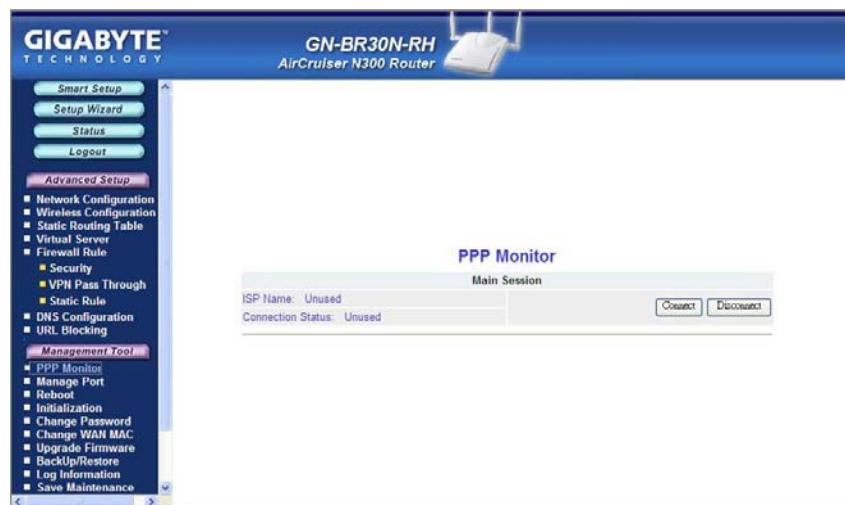 GIGABYTE™
TECHNOLOGY
GN-BR30N-RH
AirCruiser N300 Router
Smart Setup
Setup Wizard
Status
Logout
Advanced Setup
Network Configuration
Wireless Configuration
Static Routing Table
Virtual Server
Firewall Rule
Security
VPN Pass Through
Static Rule
DNS Configuration
URL Blocking
Management Tool
PPP Monitor
Manage Port
Reboot
Initialization
Change Password
Change WAN MAC
Upgrade Firmware
BackUp/Restore
Log Information
Save Maintenance
PPP Monitor
Main Session
ISP Name: Unused
Connection Status: Unused
Connect Disconnect